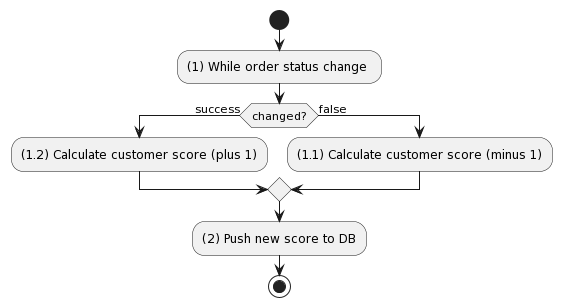 (1) While order status change
success
changed?
false
(1.2) Calculate customer score (plus 1)
(1.1) Calculate customer score (minus 1)
(2) Push new score to DB